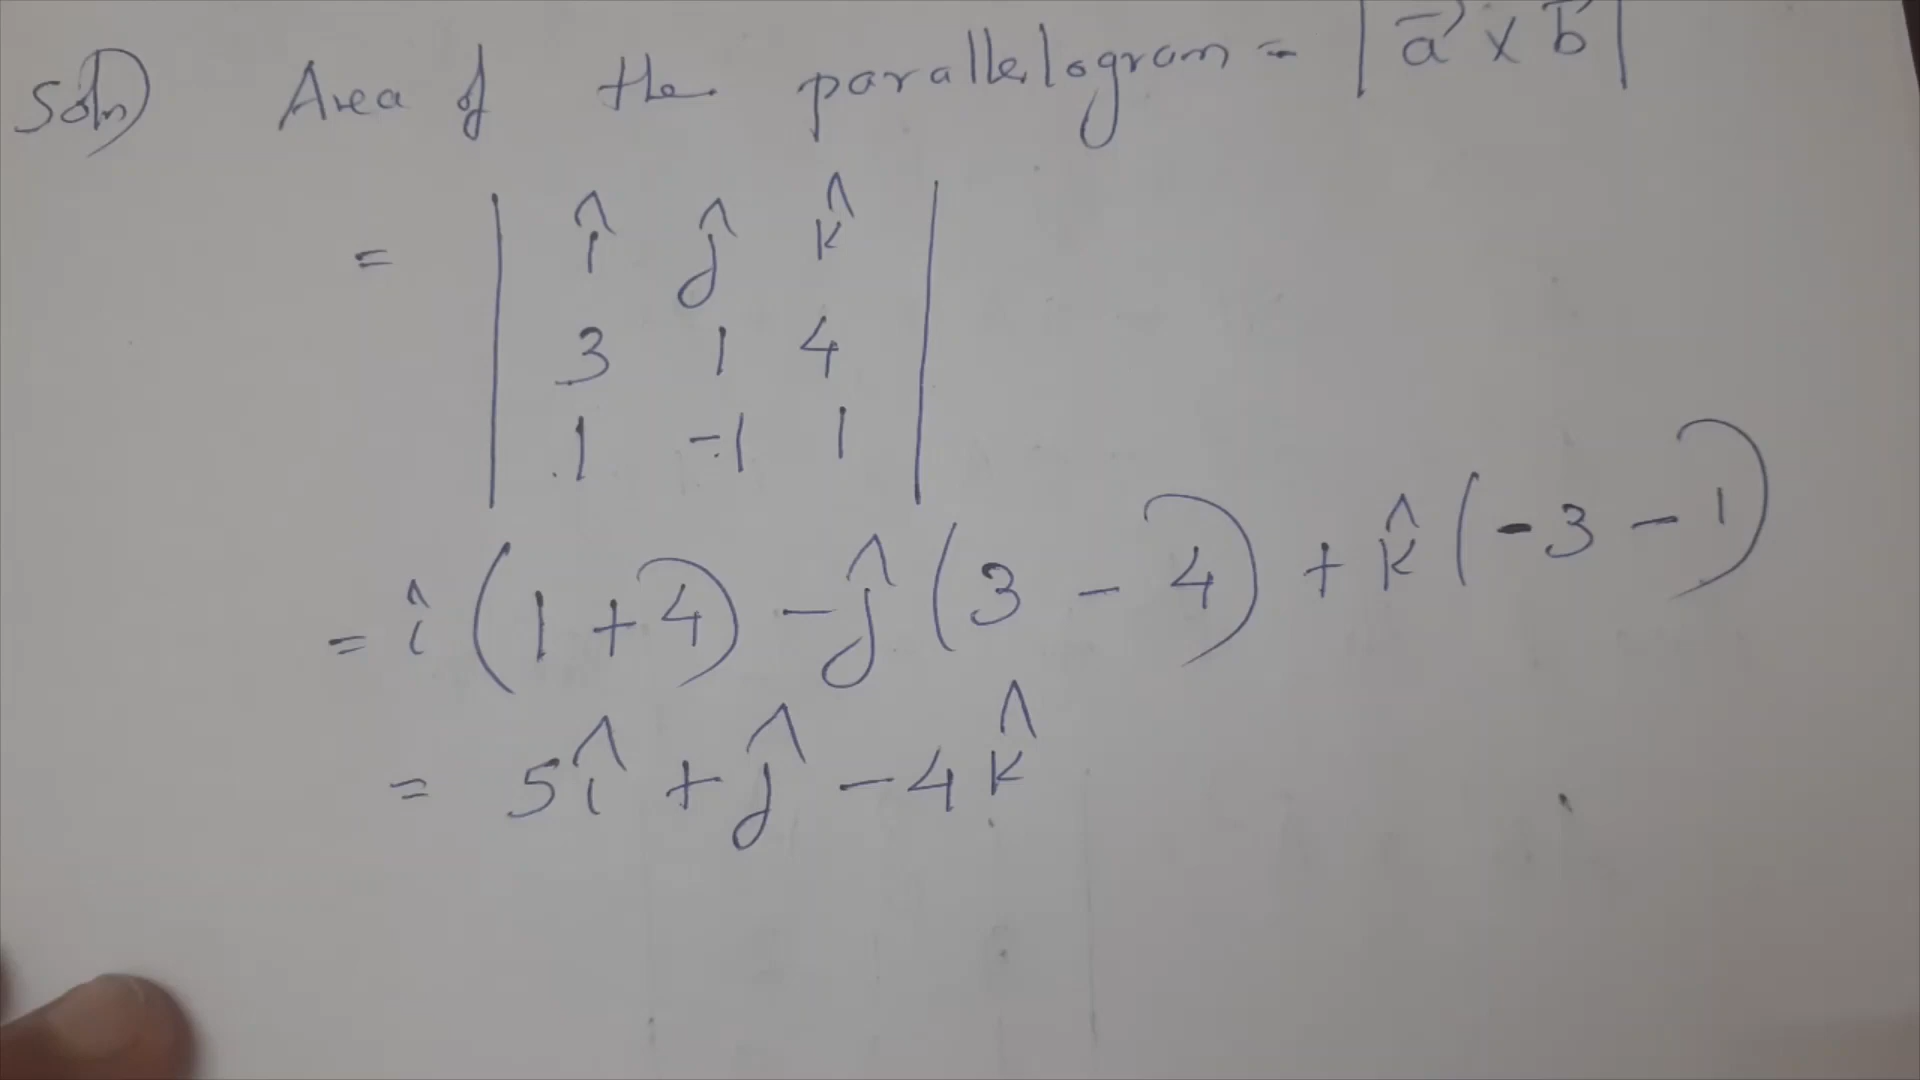 Soln) Area of the parallelogram = |a⃗ × b⃗|
= | î ĵ k̂ |
3 1 4
1 -1 1
= î (1 + 4) - ĵ (3 - 4) + k̂ (-3 - 1)
= 5î + ĵ - 4k̂